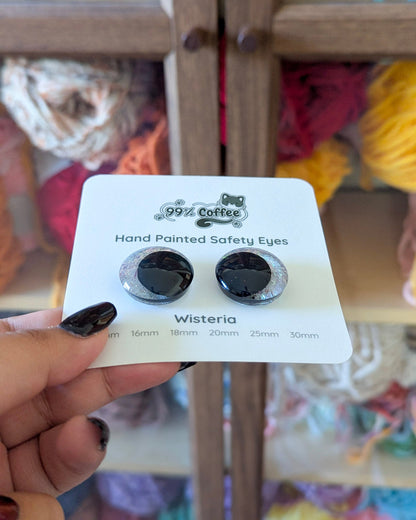 99% Coffee
Hand Painted Safety Eyes
Wisteria
16mm 18mm 20mm 25mm 30mm